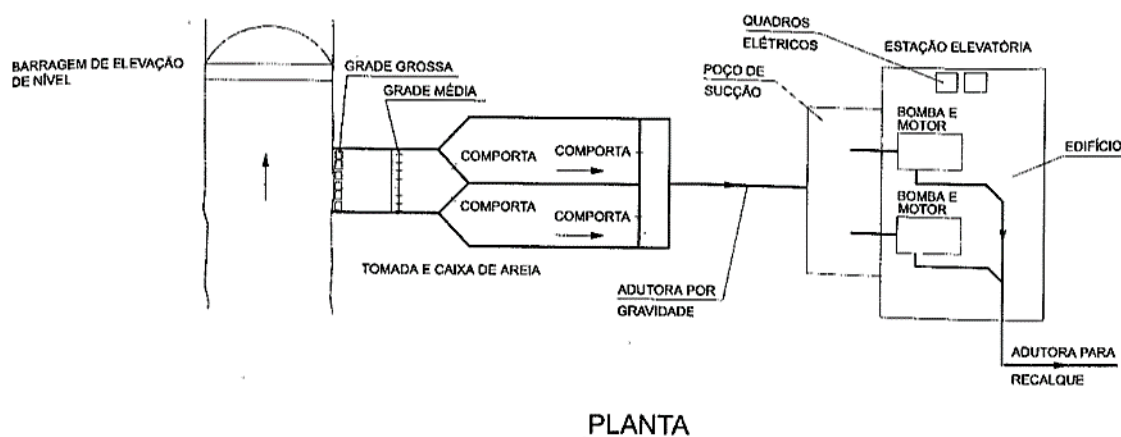 BARRAGEM DE ELEVAÇÃO
DE NÍVEL
GRADE GROSSA
GRADE MÉDIA
COMPORTA
COMPORTA
COMPORTA
COMPORTA
TOMADA E CAIXA DE AREIA
ADUTORA POR
GRAVIDADE
POÇO DE
SUCÇÃO
QUADROS
ELÉTRICOS
ESTAÇÃO ELEVATÓRIA
BOMBA E
MOTOR
EDIFÍCIO
BOMBA E
MOTOR
ADUTORA PARA
RECALQUE
PLANTA